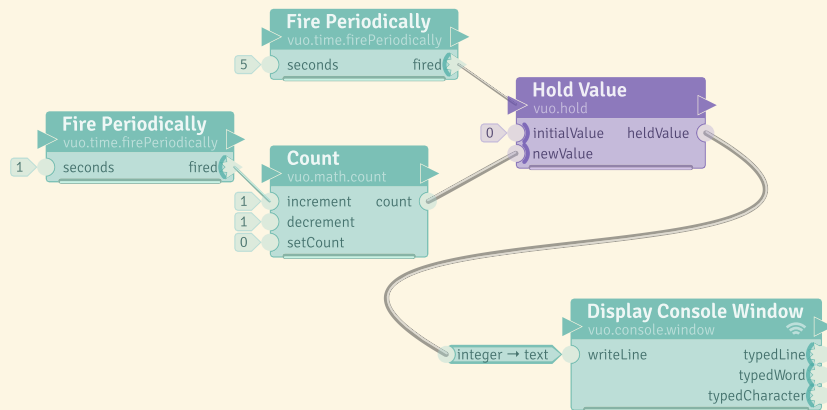 Fire Periodically
vuo.time.firePeriodically
5 seconds fired
Hold Value
vuo.hold
0 initialValue heldValue
newValue
Fire Periodically
vuo.time.firePeriodically
1 seconds fired
Count
vuo.math.count
1 increment count
1 decrement
0 setCount
Display Console Window
vuo.console.window
integer → text
writeLine typedLine
typedWord
typedCharacter